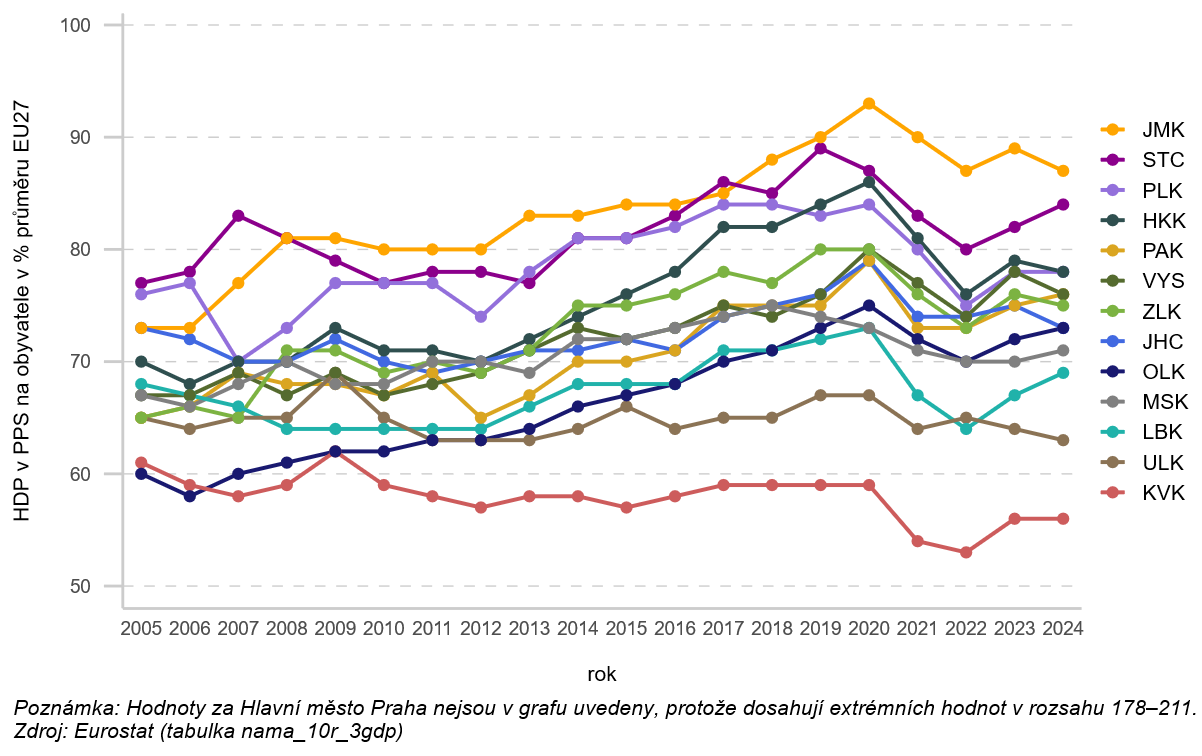 HDP v PPS na obyvatele v % průměru EU27
100
90
80
70
60
50
2005 2006 2007 2008 2009 2010 2011 2012 2013 2014 2015 2016 2017 2018 2019 2020 2021 2022 2023 2024
rok
JMK
STC
PLK
HKK
PAK
VYS
ZLK
JHC
OLK
MSK
LBK
ULK
KVK
Poznámka: Hodnoty za Hlavní město Praha nejsou v grafu uvedeny, protože dosahují extrémních hodnot v rozsahu 178–211.
Zdroj: Eurostat (tabulka nama_10r_3gdp)